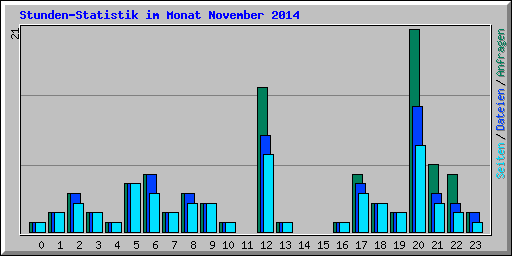 Stunden-Statistik im Monat November 2014
21
Seiten/Dateien/Anfragen
0 1 2 3 4 5 6 7 8 9 10 11 12 13 14 15 16 17 18 19 20 21 22 23